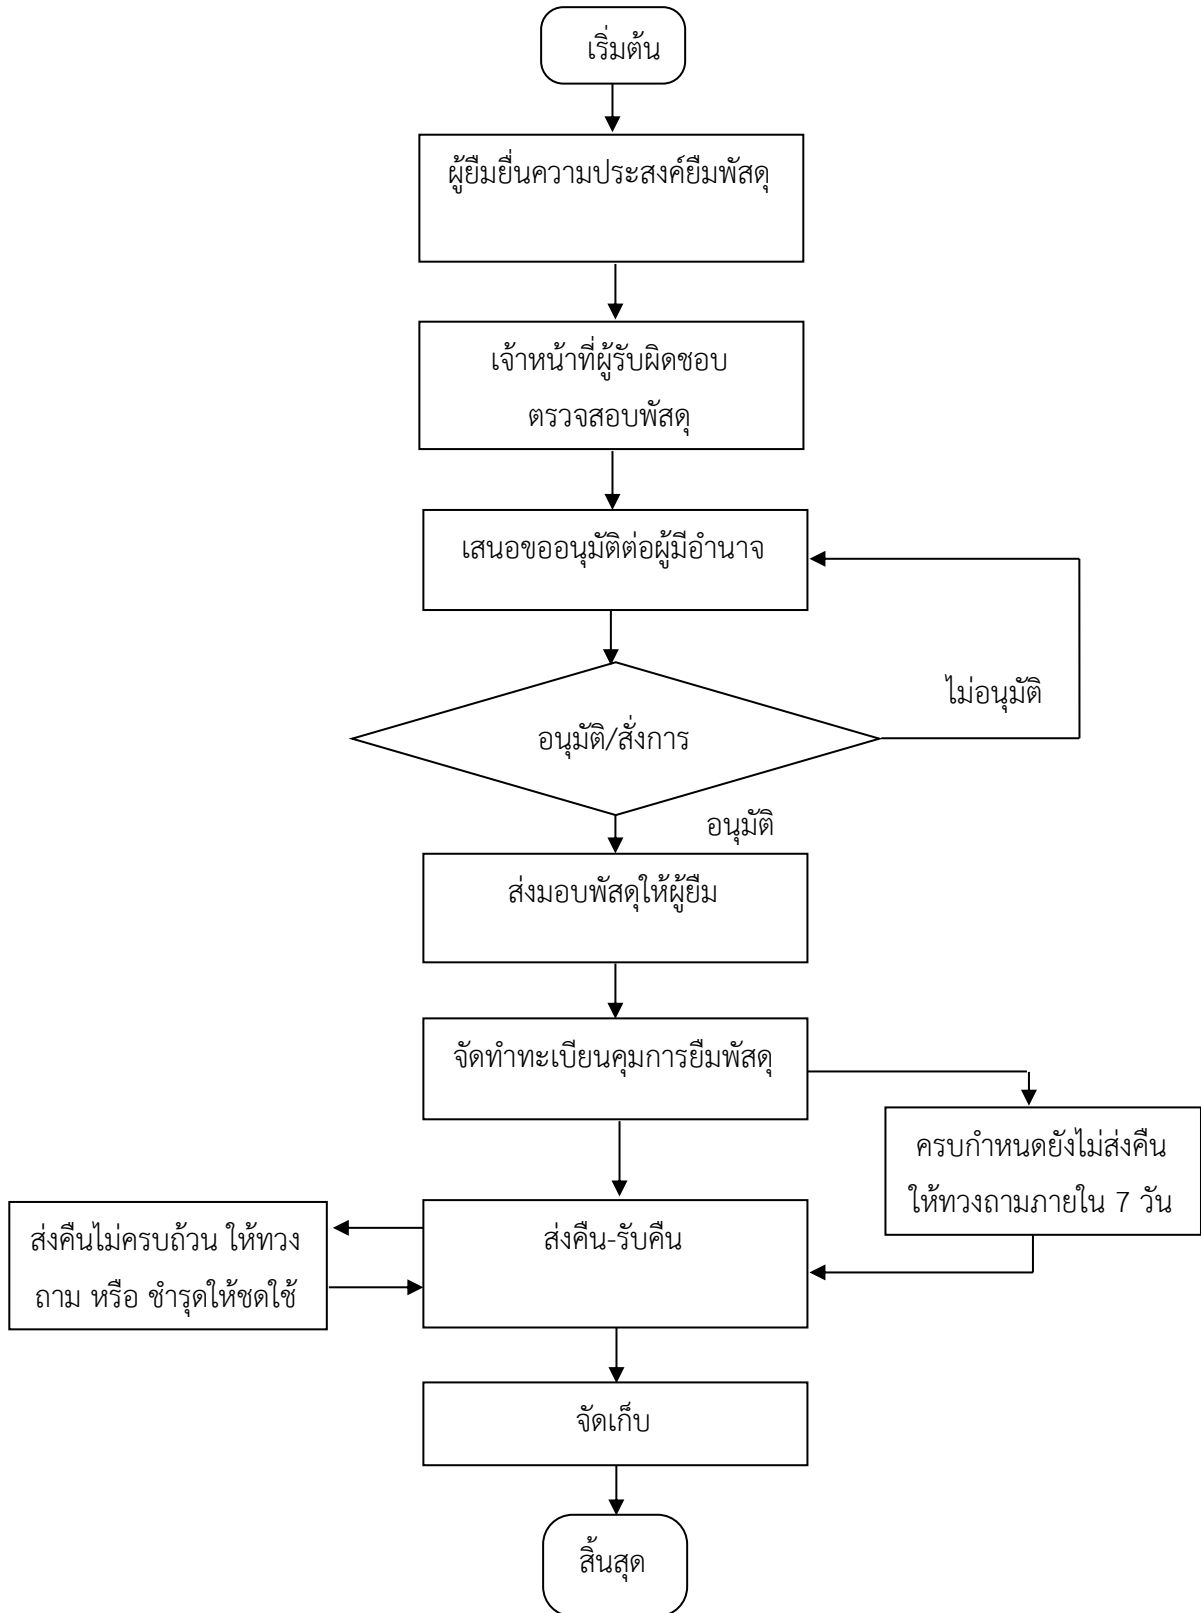 เริ่มต้น
ผู้ยืมยื่นความประสงค์ยืมพัสดุ
เจ้าหน้าที่ผู้รับผิดชอบ
ตรวจสอบพัสดุ
เสนอขออนุมัติต่อผู้มีอำนาจ
ไม่อนุมัติ
อนุมัติ/สั่งการ
อนุมัติ
ส่งมอบพัสดุให้ผู้ยืม
จัดทำทะเบียนคุมการยืมพัสดุ
ครบกำหนดยังไม่ส่งคืน
ให้ทวงถามภายใน 7 วัน
ส่งคืนไม่ครบถ้วน ให้ทวง
ถาม หรือ ชำรุดให้ชดใช้
ส่งคืน-รับคืน
จัดเก็บ
สิ้นสุด